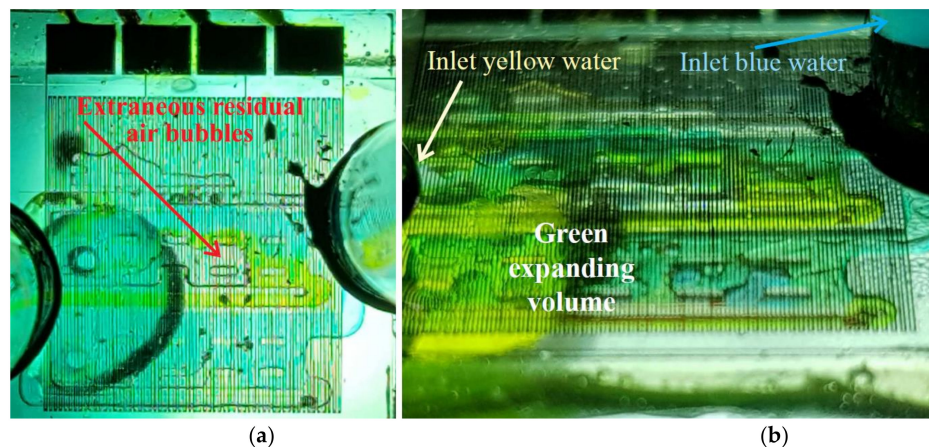 Extraneous residual
air bubbles
Inlet yellow water
Inlet blue water
Green
expanding
volume
(a)
(b)